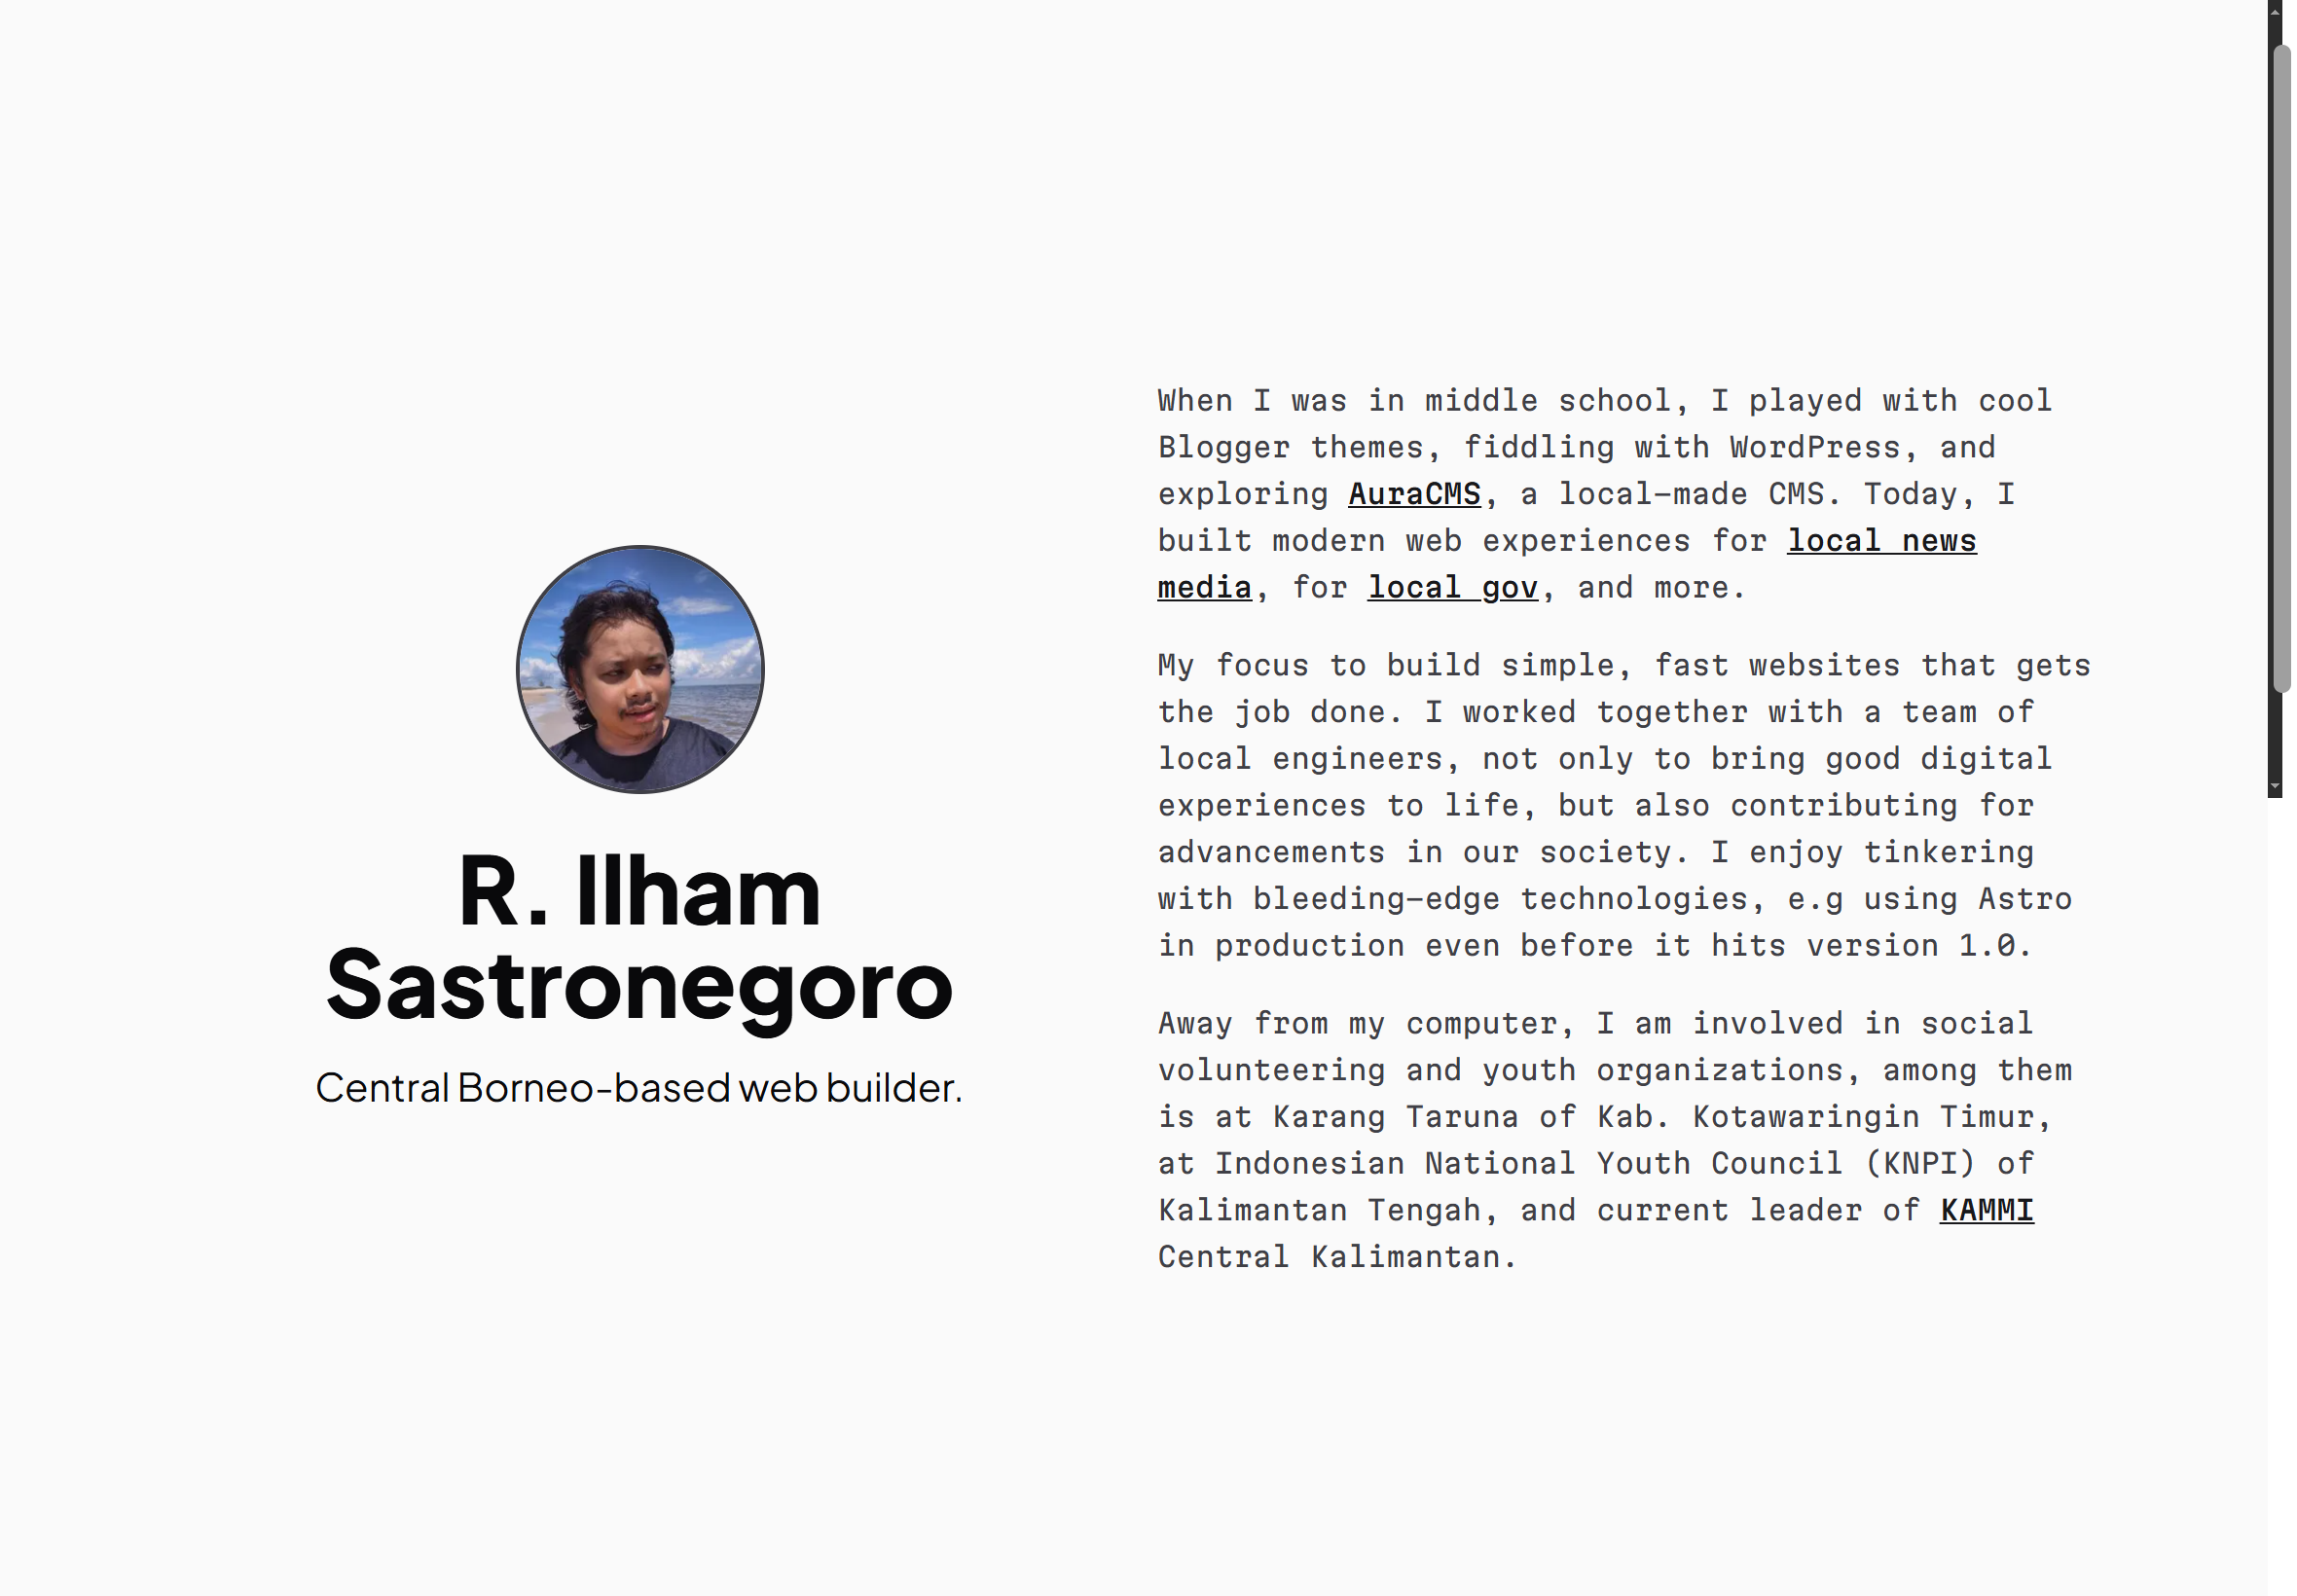 R. Ilham
Sastronegoro
Central Borneo-based web builder.
When I was in middle school, I played with cool
Blogger themes, fiddling with WordPress, and
exploring AuraCMS, a local-made CMS. Today, I
built modern web experiences for local news
media, for local gov, and more.
My focus to build simple, fast websites that gets
the job done. I worked together with a team of
local engineers, not only to bring good digital
experiences to life, but also contributing for
advancements in our society. I enjoy tinkering
with bleeding-edge technologies, e.g using Astro
in production even before it hits version 1.0.
Away from my computer, I am involved in social
volunteering and youth organizations, among them
is at Karang Taruna of Kab. Kotawaringin Timur,
at Indonesian National Youth Council (KNPI) of
Kalimantan Tengah, and current leader of KAMMI
Central Kalimantan.